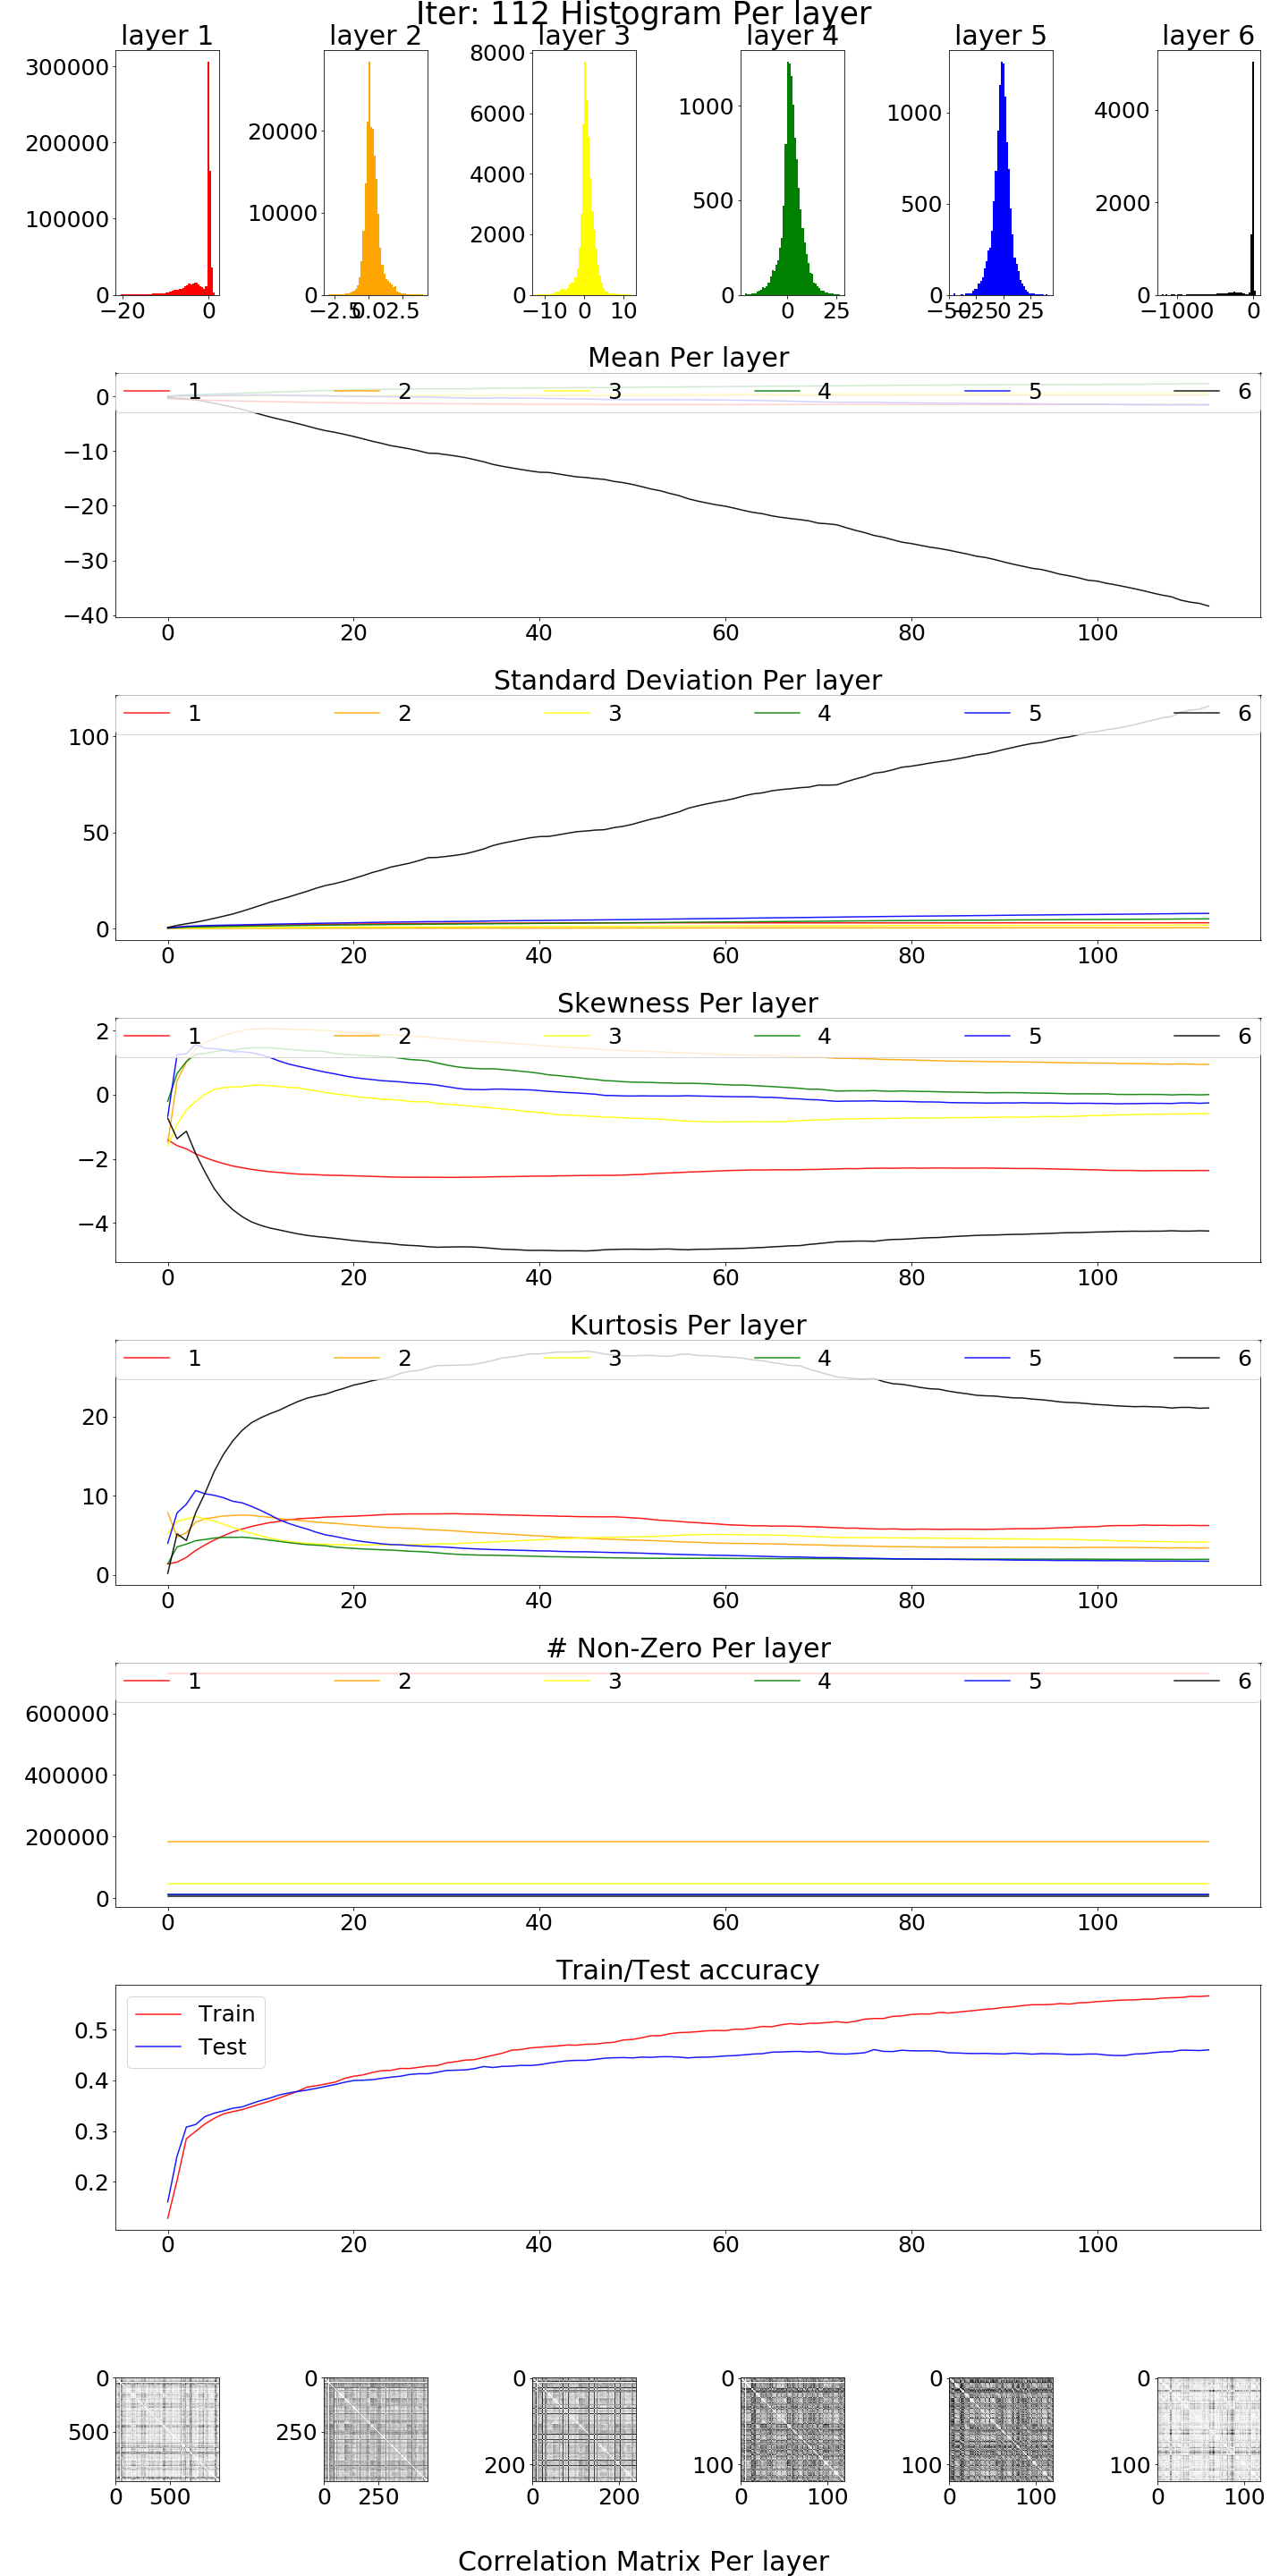 Iter: 112 Histogram Per layer
layer 1 layer 2 layer 3 layer 4 layer 5 layer 6
300000
200000
100000
0
−20 0
20000
10000
0
−2.5 0.0 2.5
8000
6000
4000
2000
0
−10 0 10
1000
500
0
0 25
1000
500
0
−50 −25 0 25
4000
2000
0
−1000 0
Mean Per layer
1 2 3 4 5 6
0
−10
−20
−30
−40
0 20 40 60 80 100
Standard Deviation Per layer
1 2 3 4 5 6
100
50
0
0 20 40 60 80 100
Skewness Per layer
1 2 3 4 5 6
2
0
−2
−4
0 20 40 60 80 100
Kurtosis Per layer
1 2 3 4 5 6
20
10
0
0 20 40 60 80 100
# Non-Zero Per layer
1 2 3 4 5 6
600000
400000
200000
0
0 20 40 60 80 100
Train/Test accuracy
Train
Test
0.5
0.4
0.3
0.2
0 20 40 60 80 100
0
500
0 500
0
250
0 250
0
200
0 200
0
100
0 100
0
100
0 100
0
100
0 100
Correlation Matrix Per layer